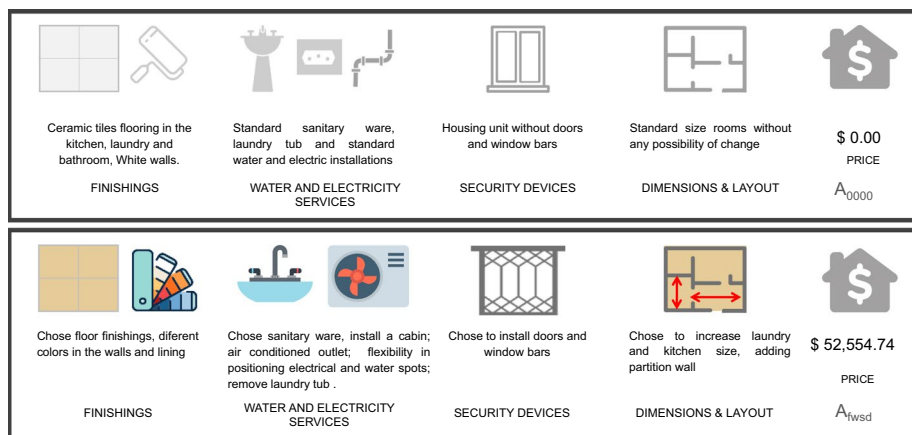 Ceramic tiles flooring in the
kitchen, laundry and
bathroom, White walls.
FINISHINGS
Standard sanitary ware,
laundry tub and standard
water and electric installations
WATER AND ELECTRICITY
SERVICES
Housing unit without doors
and window bars
SECURITY DEVICES
Standard size rooms without
any possibility of change
DIMENSIONS & LAYOUT
$
$ 0.00
PRICE
A0000
Chose floor finishings, diferent
colors in the walls and lining
FINISHINGS
Chose sanitary ware, install a cabin;
air conditioned outlet; flexibility in
positioning electrical and water spots;
remove laundry tub .
WATER AND ELECTRICITY
SERVICES
Chose to install doors and
window bars
SECURITY DEVICES
Chose to increase laundry
and kitchen size, adding
partition wall
DIMENSIONS & LAYOUT
$
$ 52,554.74
PRICE
Afwsd